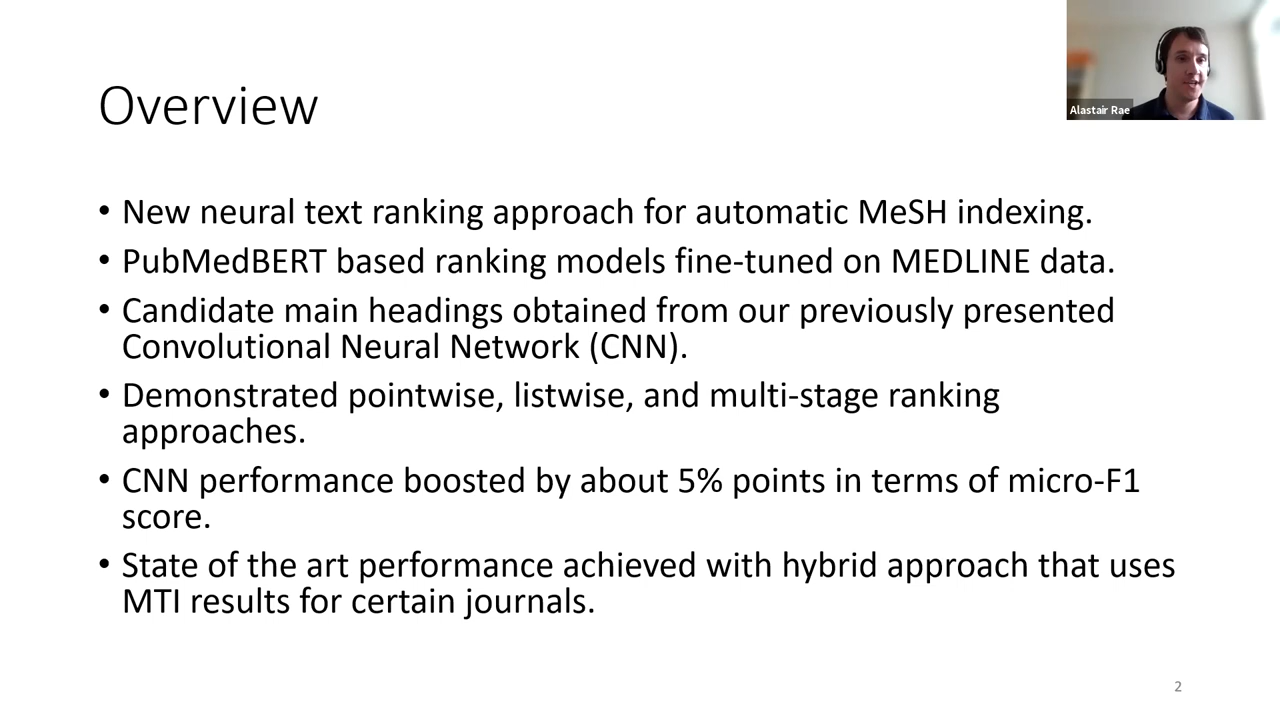 Overview
Alastair Rae
• New neural text ranking approach for automatic MeSH indexing.
• PubMedBERT based ranking models fine-tuned on MEDLINE data.
• Candidate main headings obtained from our previously presented
Convolutional Neural Network (CNN).
• Demonstrated pointwise, listwise, and multi-stage ranking
approaches.
• CNN performance boosted by about 5% points in terms of micro-F1
score.
• State of the art performance achieved with hybrid approach that uses
MTI results for certain journals.
2